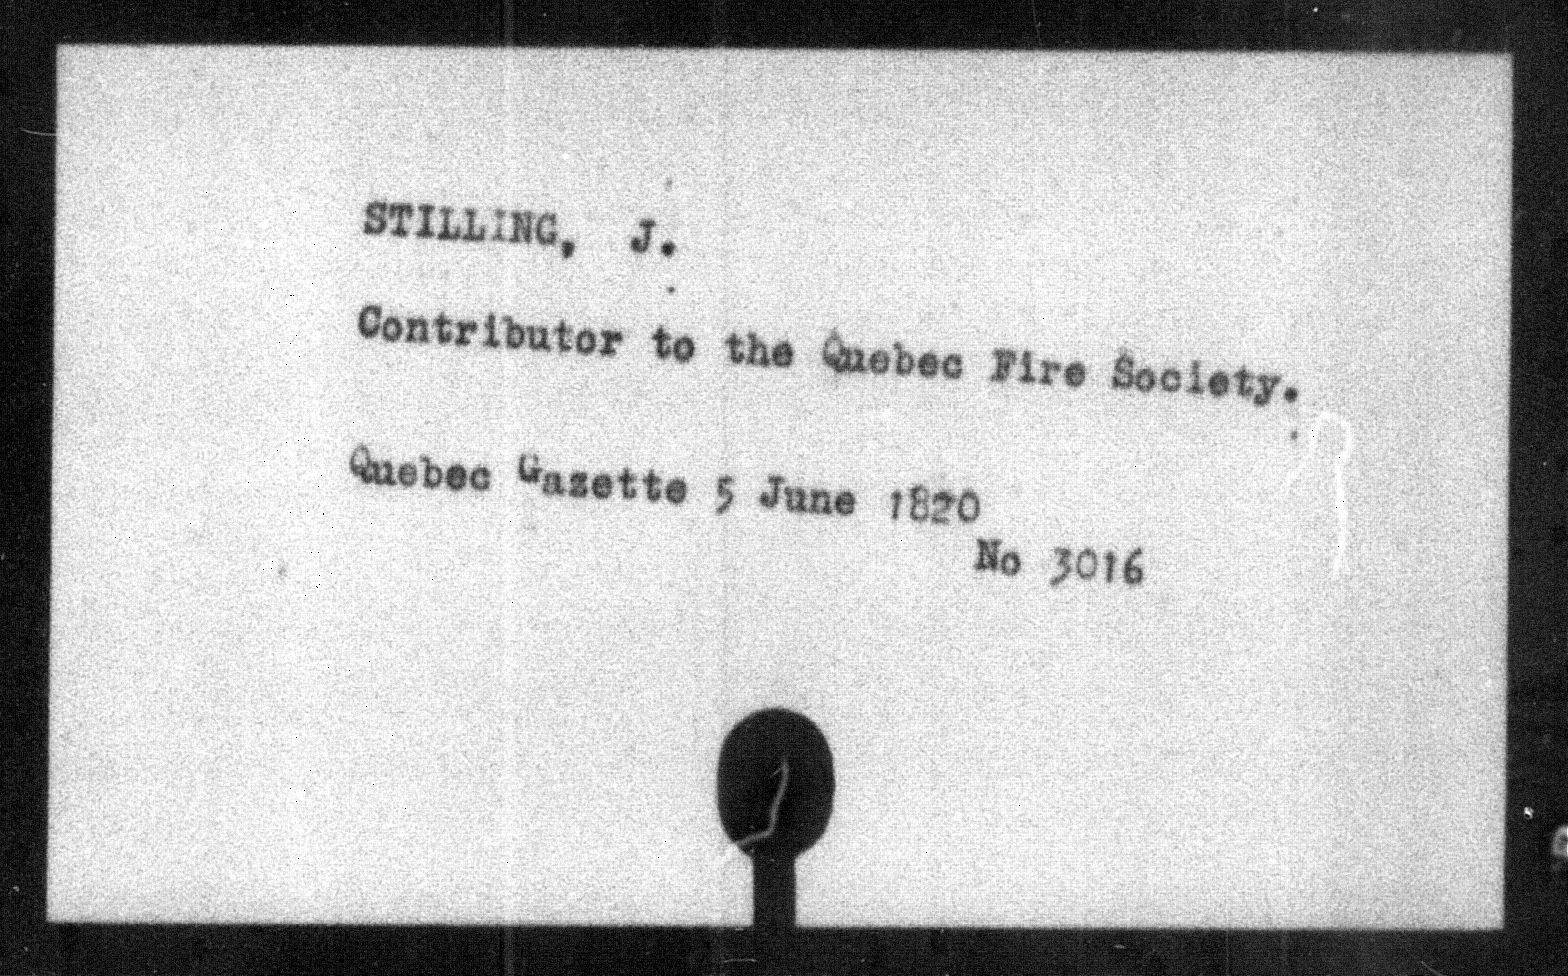 STILLING, J.
Contributor to the Quebec Fire Society.
Quebec Gazette 5 June 1820
No 3016